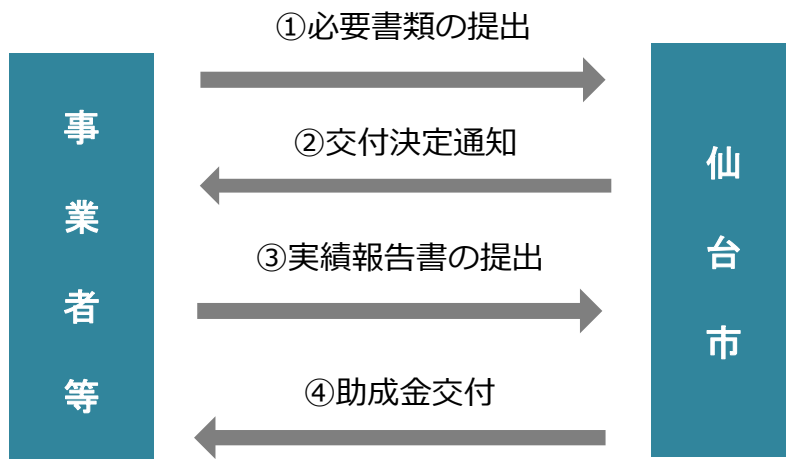 ①必要書類の提出
事業者等
②交付決定通知
仙台市
③実績報告書の提出
④助成金交付